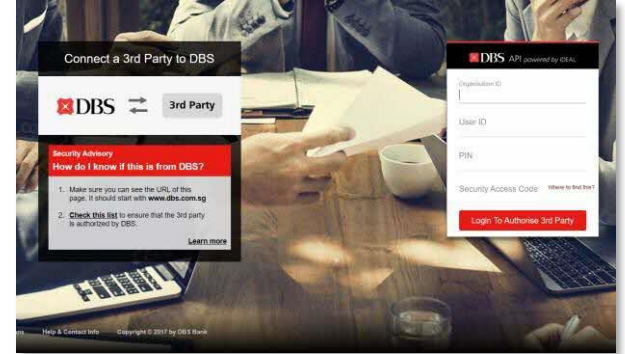 Connect a 3rd Party to DBS
DBS
3rd Party
Security Advisory
How do I know if this is from DBS?
1. Make sure you can see the URL of this
page. It should start with www.dbs.com.sg
2. Check this list to ensure that the 3rd party
is authorized by DBS.
Learn more
DBS API powered by IDEAL
Organisation ID
User ID
PIN
Security Access Code Where to find this?
Login To Authorise 3rd Party
Help & Contact Info Copyright © 2017 by DBS Bank